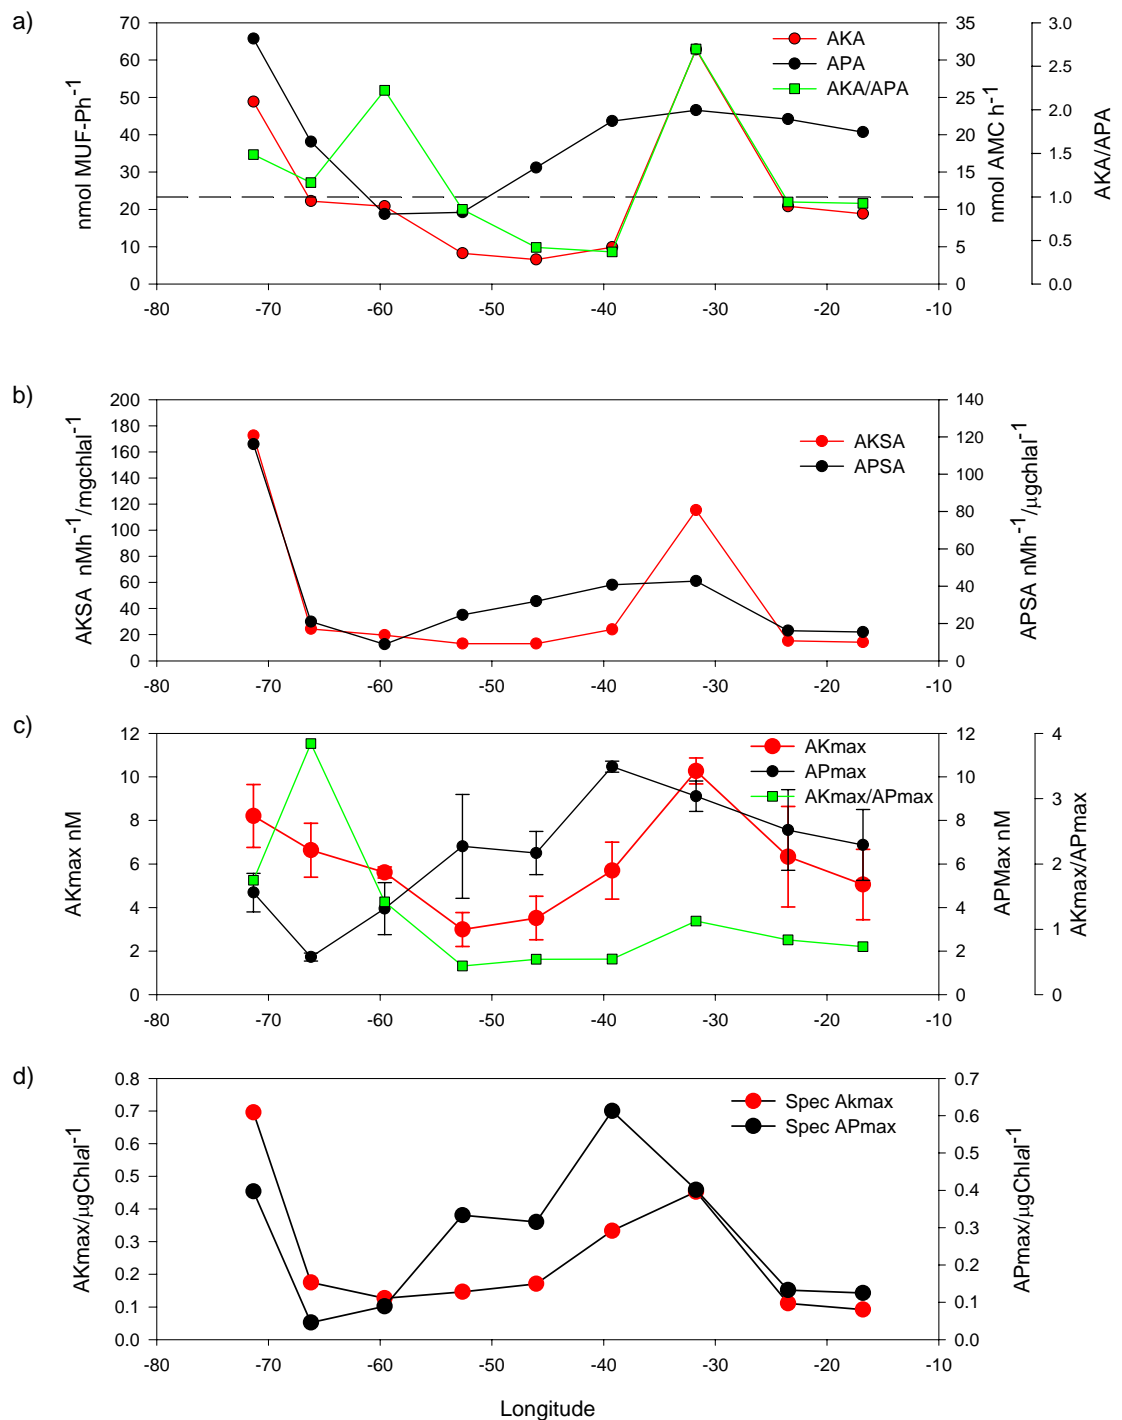 a)
70
60
50
40
30
20
10
0
nmol MUF-Ph⁻¹
35
30
25
20
15
10
5
0
nmol AMC h⁻¹
3.0
2.5
2.0
1.5
1.0
0.5
0.0
AKA/APA
AKA
APA
AKA/APA
-80 -70 -60 -50 -40 -30 -20 -10
b)
200
180
160
140
120
100
80
60
40
20
0
AKSA nMh⁻¹/mgchlal⁻¹
140
120
100
80
60
40
20
0
APSA nMh⁻¹/µgchlal⁻¹
AKSA
APSA
-80 -70 -60 -50 -40 -30 -20 -10
c)
12
10
8
6
4
2
0
AKmax nM
12
10
8
6
4
2
0
APMax nM
4
3
2
1
0
AKmax/APmax
AKmax
APmax
AKmax/APmax
-80 -70 -60 -50 -40 -30 -20 -10
d)
0.8
0.7
0.6
0.5
0.4
0.3
0.2
0.1
0.0
AKmax/µgChlal⁻¹
0.7
0.6
0.5
0.4
0.3
0.2
0.1
0.0
APmax/µgChlal⁻¹
Spec Akmax
Spec APmax
-80 -70 -60 -50 -40 -30 -20 -10
Longitude